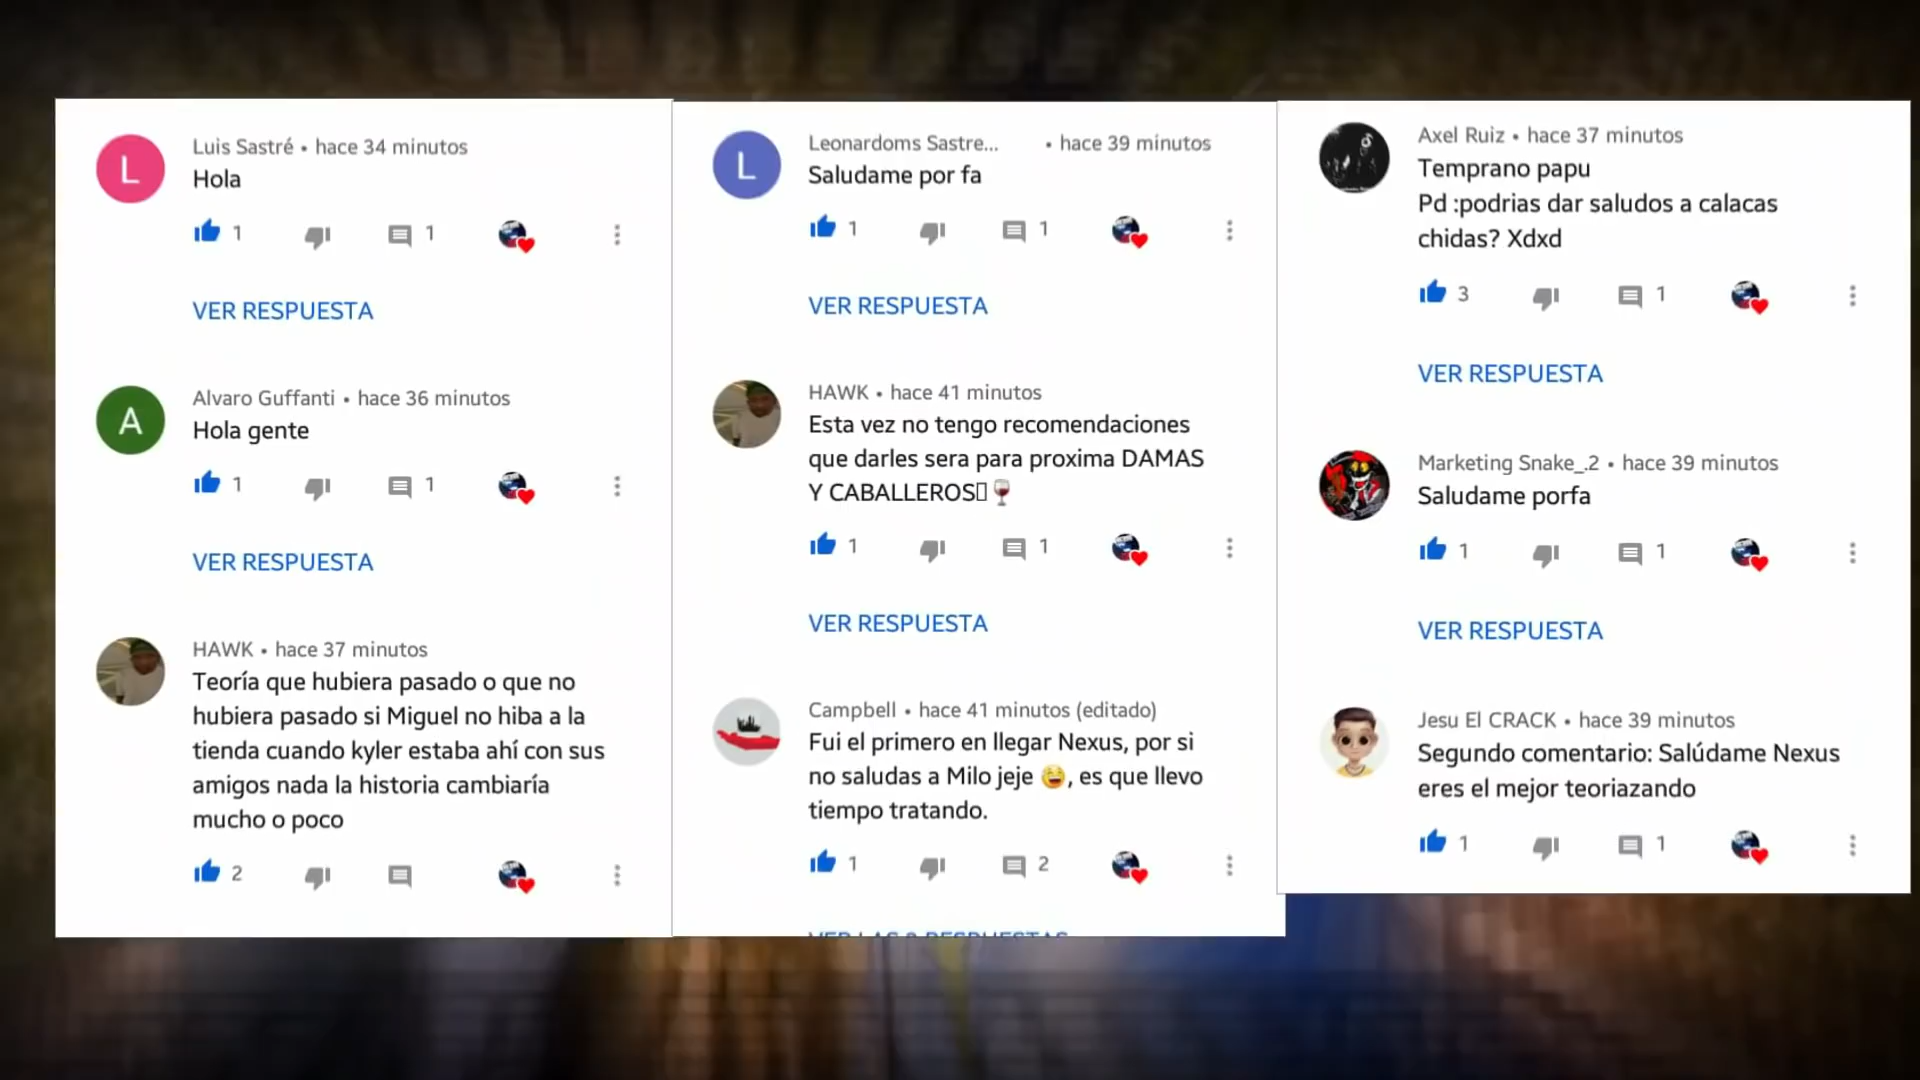 Luis Sastré • hace 34 minutos
Hola
1
1
VER RESPUESTA
Alvaro Guffanti • hace 36 minutos
Hola gente
1
1
VER RESPUESTA
HAWK • hace 37 minutos
Teoría que hubiera pasado o que no
hubiera pasado si Miguel no hiba a la
tienda cuando kyler estaba ahí con sus
amigos nada la historia cambiaría
mucho o poco
2
Leonardoms Sastre... • hace 39 minutos
Saludame por fa
1
1
VER RESPUESTA
HAWK • hace 41 minutos
Esta vez no tengo recomendaciones
que darles sera para proxima DAMAS
Y CABALLEROS🍷
1
1
VER RESPUESTA
Campbell • hace 41 minutos (editado)
Fui el primero en llegar Nexus, por si
no saludas a Milo jeje 😅, es que llevo
tiempo tratando.
1
2
VER LAS 2 RESPUESTAS
Axel Ruiz • hace 37 minutos
Temprano papu
Pd :podrias dar saludos a calacas
chidas? Xdxd
3
1
VER RESPUESTA
Marketing Snake_.2 • hace 39 minutos
Saludame porfa
1
1
VER RESPUESTA
Jesu El CRACK • hace 39 minutos
Segundo comentario: Salúdame Nexus
eres el mejor teoriazando
1
1
L
A
L